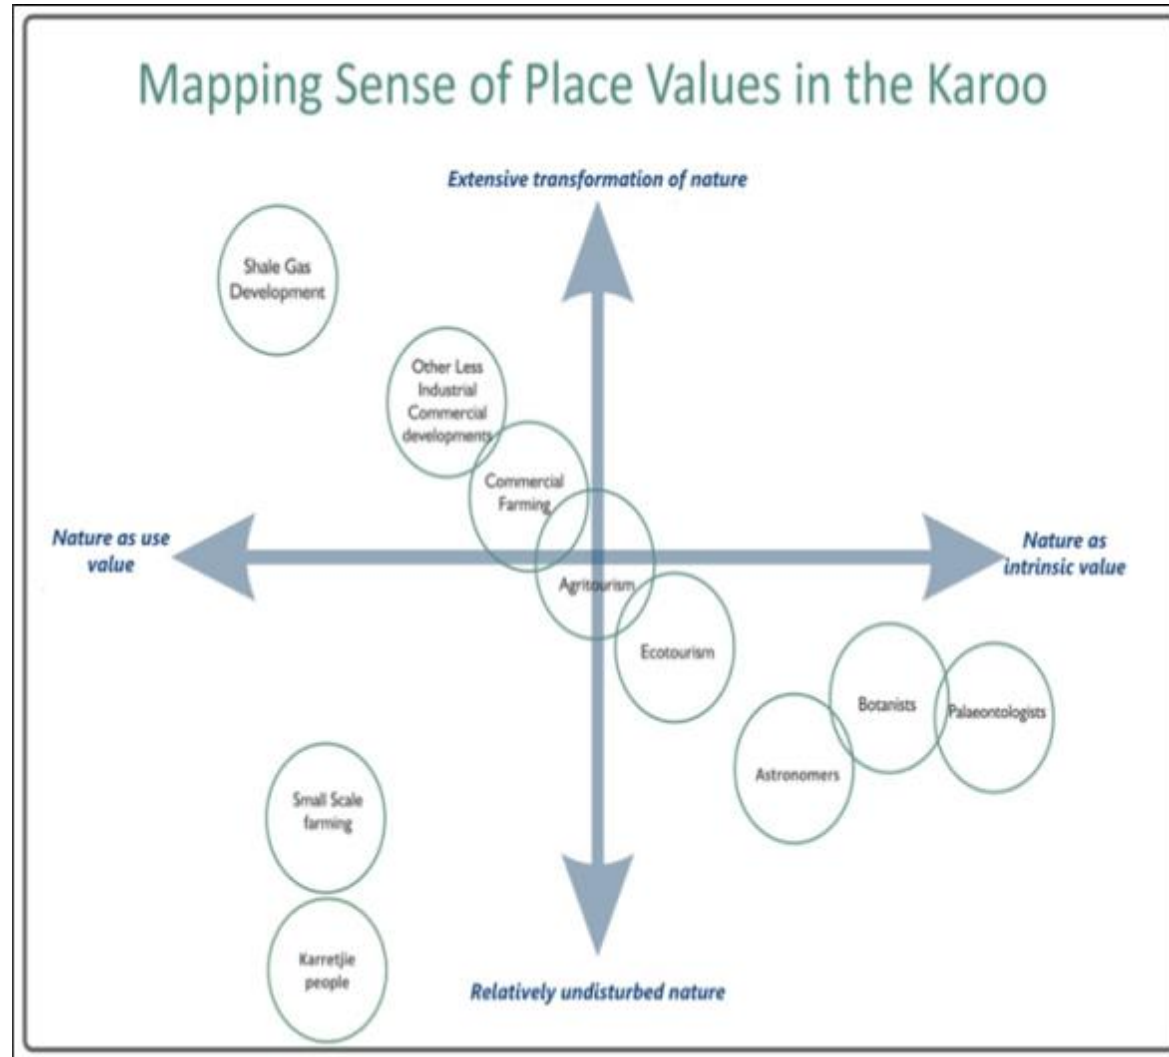 Mapping Sense of Place Values in the Karoo
Extensive transformation of nature
Shale Gas
Development
Other Less
Industrial
Commercial
developments
Commercial
Farming
Nature as use
value
Nature as
intrinsic value
Agritourism
Ecotourism
Botanists
Palaeontologists
Astronomers
Small Scale
farming
Karretjie
people
Relatively undisturbed nature